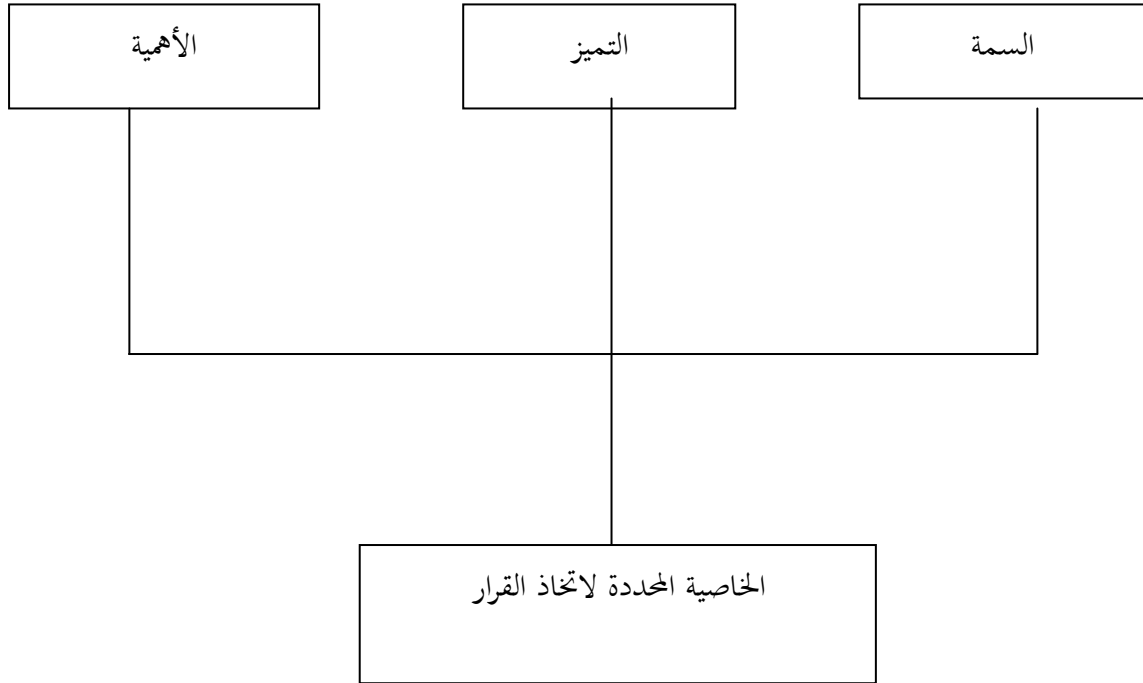 السمة
التميز
الأهمية
الخاصية المحددة لاتخاذ القرار